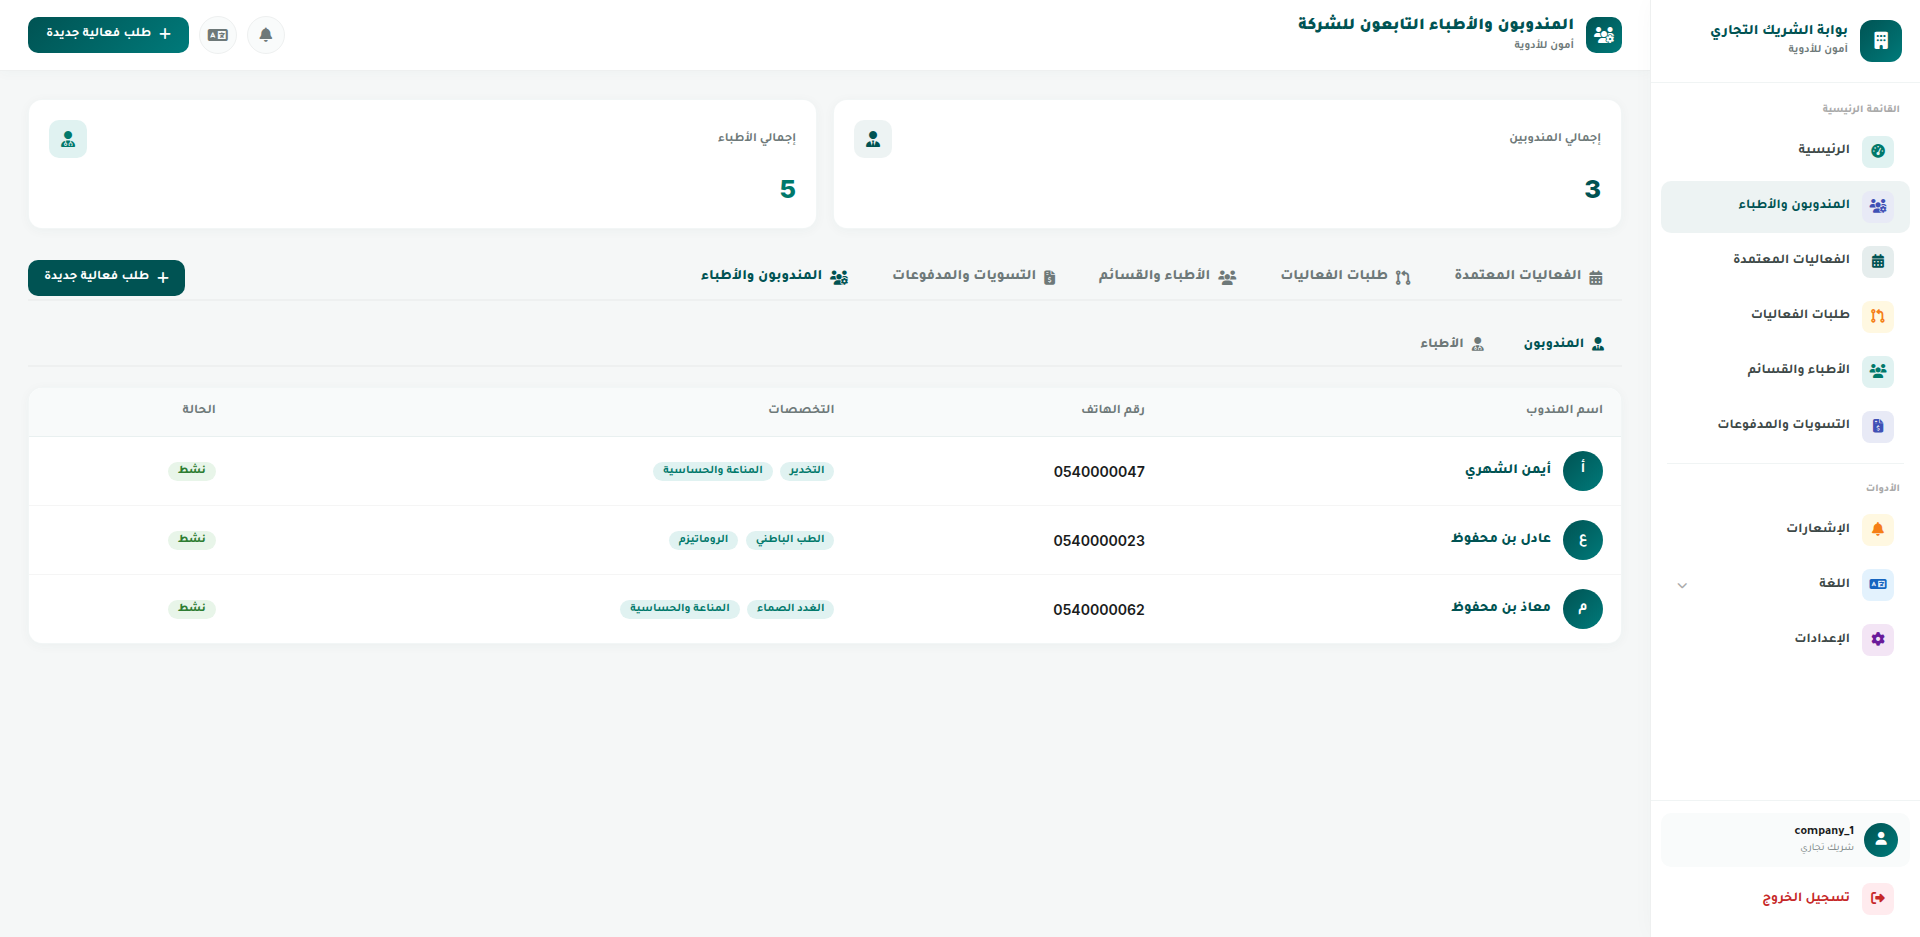 بوابة الشريك التجاري
أمون للأدوية
القائمة الرئيسية
الرئيسية
المندوبون والأطباء
الفعاليات المعتمدة
طلبات الفعاليات
الأطباء والقسائم
التسويات والمدفوعات
الأدوات
الإشعارات
اللغة
الإعدادات
company_1
شريك تجاري
تسجيل الخروج
المندوبون والأطباء التابعون للشركة
أمون للأدوية
طلب فعالية جديدة
إجمالي المندوبين
3
إجمالي الأطباء
5
الفعاليات المعتمدة
طلبات الفعاليات
الأطباء والقسائم
التسويات والمدفوعات
المندوبون والأطباء
طلب فعالية جديدة
المندوبون
الأطباء
اسم المندوب رقم الهاتف التخصصات الحالة
أ أيمن الشهري 0540000047 التخدير المناعة والحساسية نشط
ع عادل بن محفوظ 0540000023 الطب الباطني الروماتيزم نشط
م معاذ بن محفوظ 0540000062 الغدد الصماء المناعة والحساسية نشط